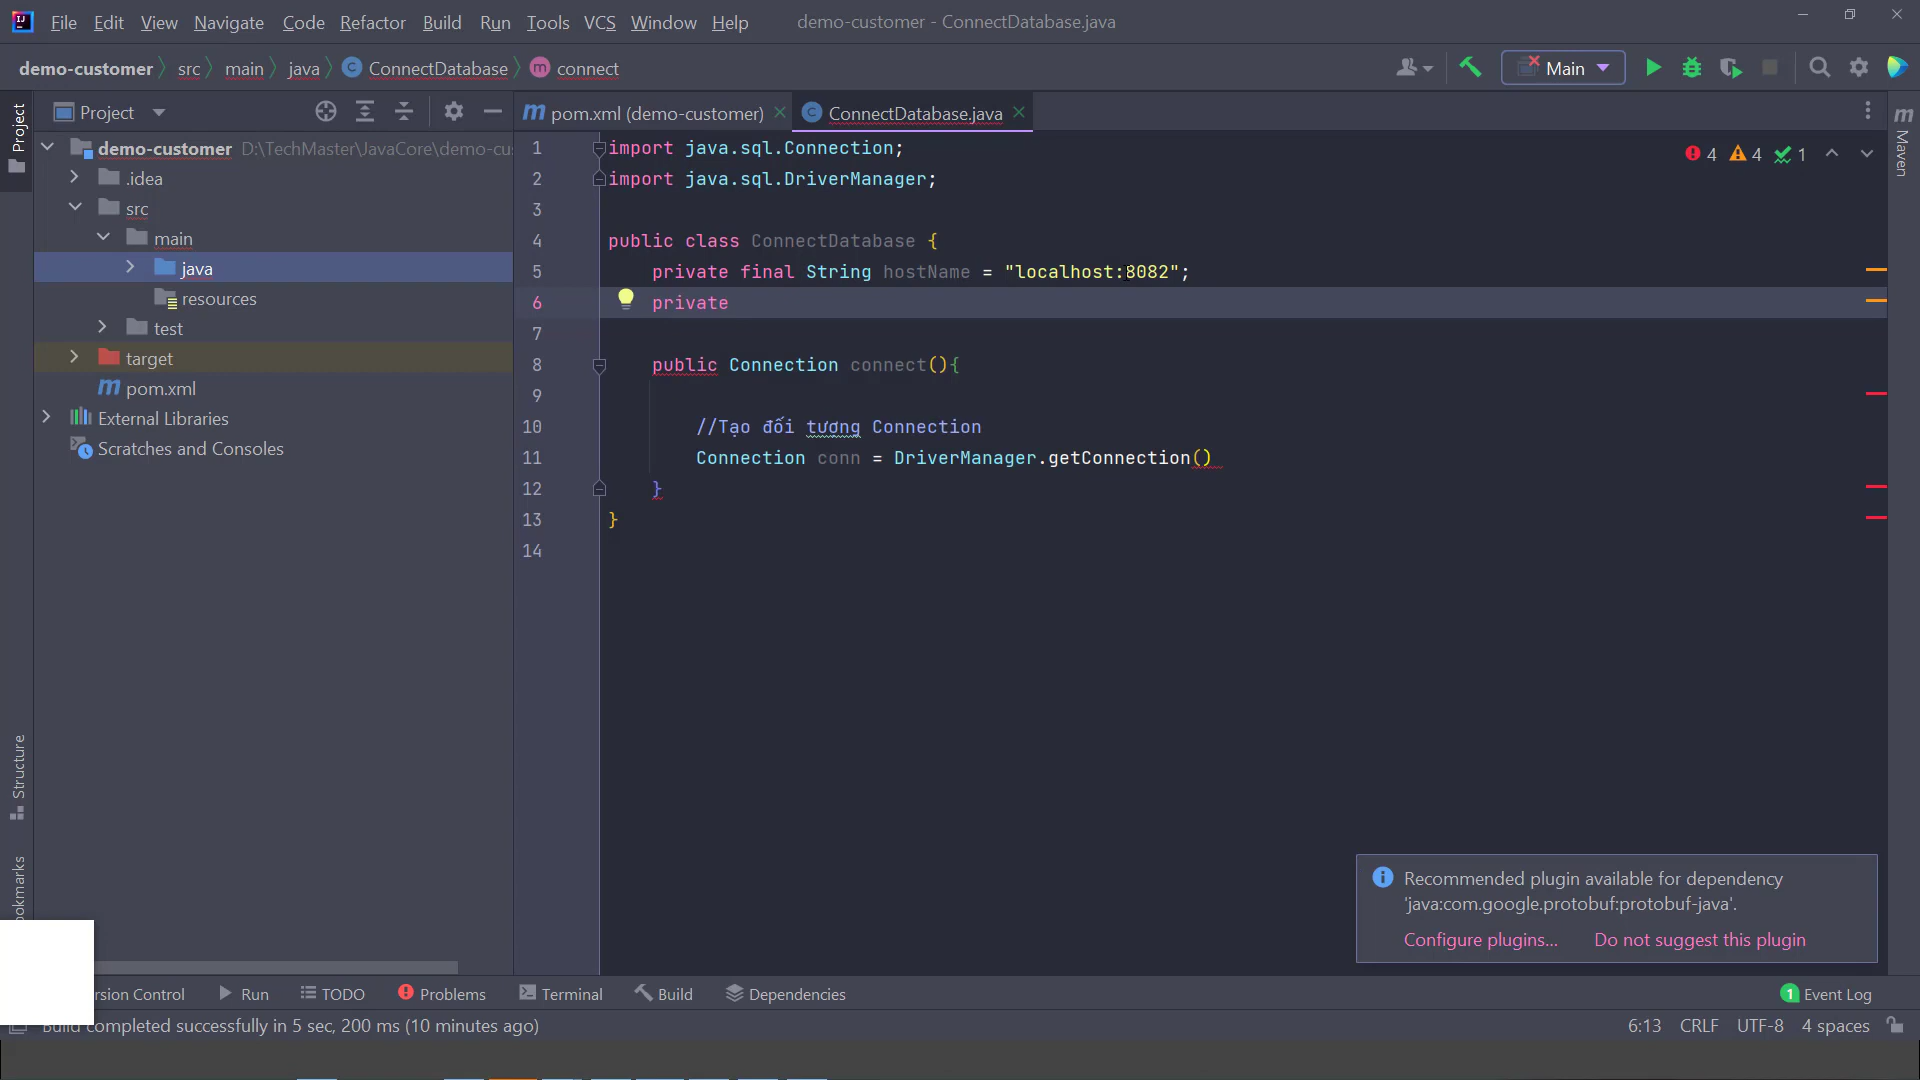 File Edit View Navigate Code Refactor Build Run Tools VCS Window Help demo-customer - ConnectDatabase.java
demo-customer src main java ConnectDatabase connect Main
Project
pom.xml (demo-customer) ConnectDatabase.java
Project
Structure
Maven
demo-customer D:\TechMaster\JavaCore\demo-cu
.idea
src
main
java
resources
test
target
pom.xml
External Libraries
Scratches and Consoles
4 4 1
1 import java.sql.Connection;
2 import java.sql.DriverManager;
3
4 public class ConnectDatabase {
5 private final String hostName = "localhost:8082";
6 private
7
8 public Connection connect(){
9
10 //Tạo đối tượng Connection
11 Connection conn = DriverManager.getConnection()
12 }
13 }
14
Recommended plugin available for dependency
'java:com.google.protobuf:protobuf-java'.
Configure plugins... Do not suggest this plugin
Control Run TODO Problems Terminal Build Dependencies 1 Event Log
Build completed successfully in 5 sec, 200 ms (10 minutes ago) 6:13 CRLF UTF-8 4 spaces